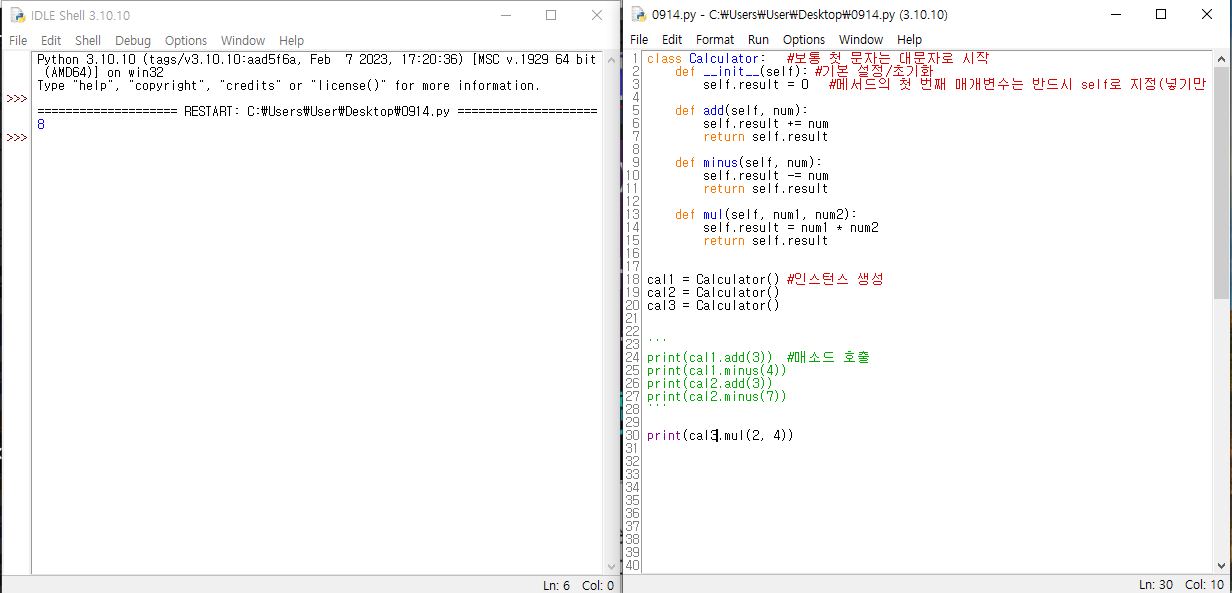 IDLE Shell 3.10.10
File Edit Shell Debug Options Window Help
Python 3.10.10 (tags/v3.10.10:aad5f6a, Feb  7 2023, 17:20:36) [MSC v.1929 64 bit
(AMD64)] on win32
Type "help", "copyright", "credits" or "license()" for more information.
>>>
==================== RESTART: C:₩Users₩User₩Desktop₩0914.py ====================
8
>>>
Ln: 6 Col: 0
0914.py - C:₩Users₩User₩Desktop₩0914.py (3.10.10)
File Edit Format Run Options Window Help
1 class Calculator:   #보통 첫 문자는 대문자로 시작
2     def __init__(self): #기본 설정/초기화
3         self.result = 0   #메서드의 첫 번째 매개변수는 반드시 self로 지정(넣기만
4
5     def add(self, num):
6         self.result += num
7         return self.result
8
9     def minus(self, num):
10         self.result -= num
11         return self.result
12
13     def mul(self, num1, num2):
14         self.result = num1 * num2
15         return self.result
16
17
18 cal1 = Calculator() #인스턴스 생성
19 cal2 = Calculator()
20 cal3 = Calculator()
21
22
23 '''
24 print(cal1.add(3))  #매소드 호출
25 print(cal1.minus(4))
26 print(cal2.add(3))
27 print(cal2.minus(7))
28 '''
29
30 print(cal3.mul(2, 4))
31
32
33
34
35
36
37
38
39
40
Ln: 30 Col: 10